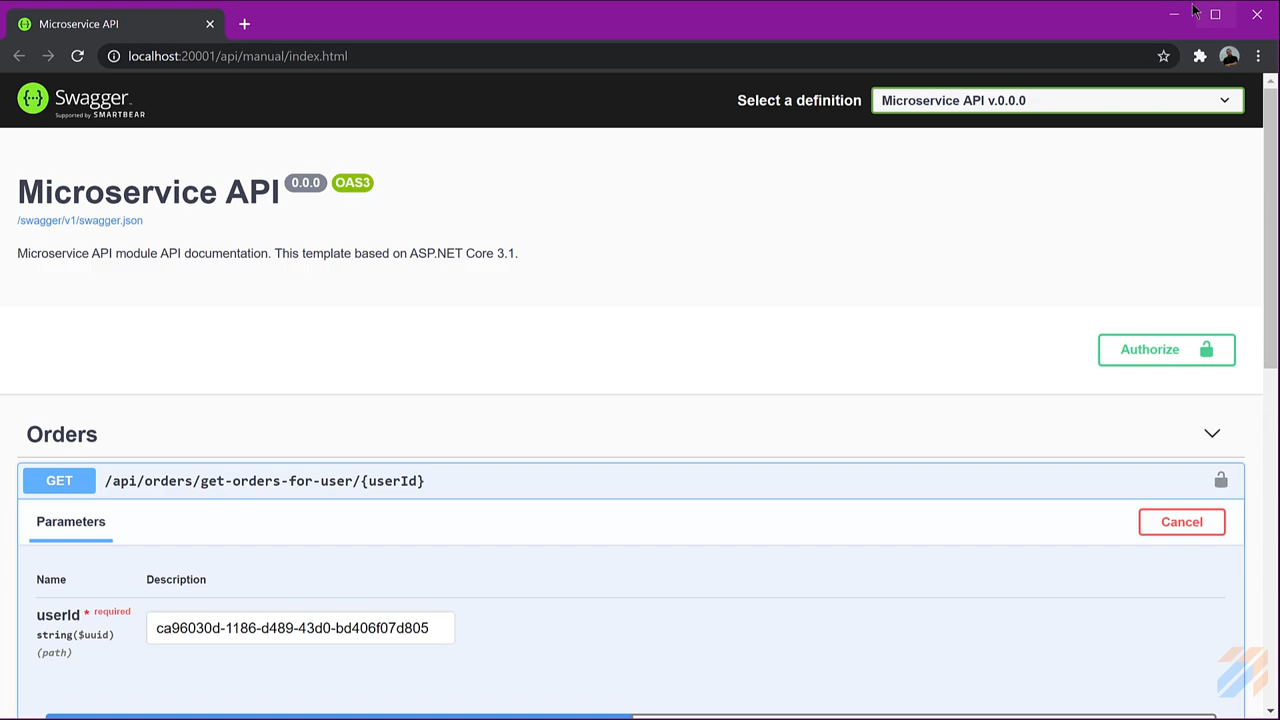 Microservice API
localhost:20001/api/manual/index.html
Swagger
Supported by SMARTBEAR
Select a definition
Microservice API v.0.0.0
Microservice API 0.0.0 OAS3
/swagger/v1/swagger.json
Microservice API module API documentation. This template based on ASP.NET Core 3.1.
Authorize
Orders
GET /api/orders/get-orders-for-user/{userId}
Parameters
Cancel
Name Description
userId * required
string($uuid)
(path)
ca96030d-1186-d489-43d0-bd406f07d805